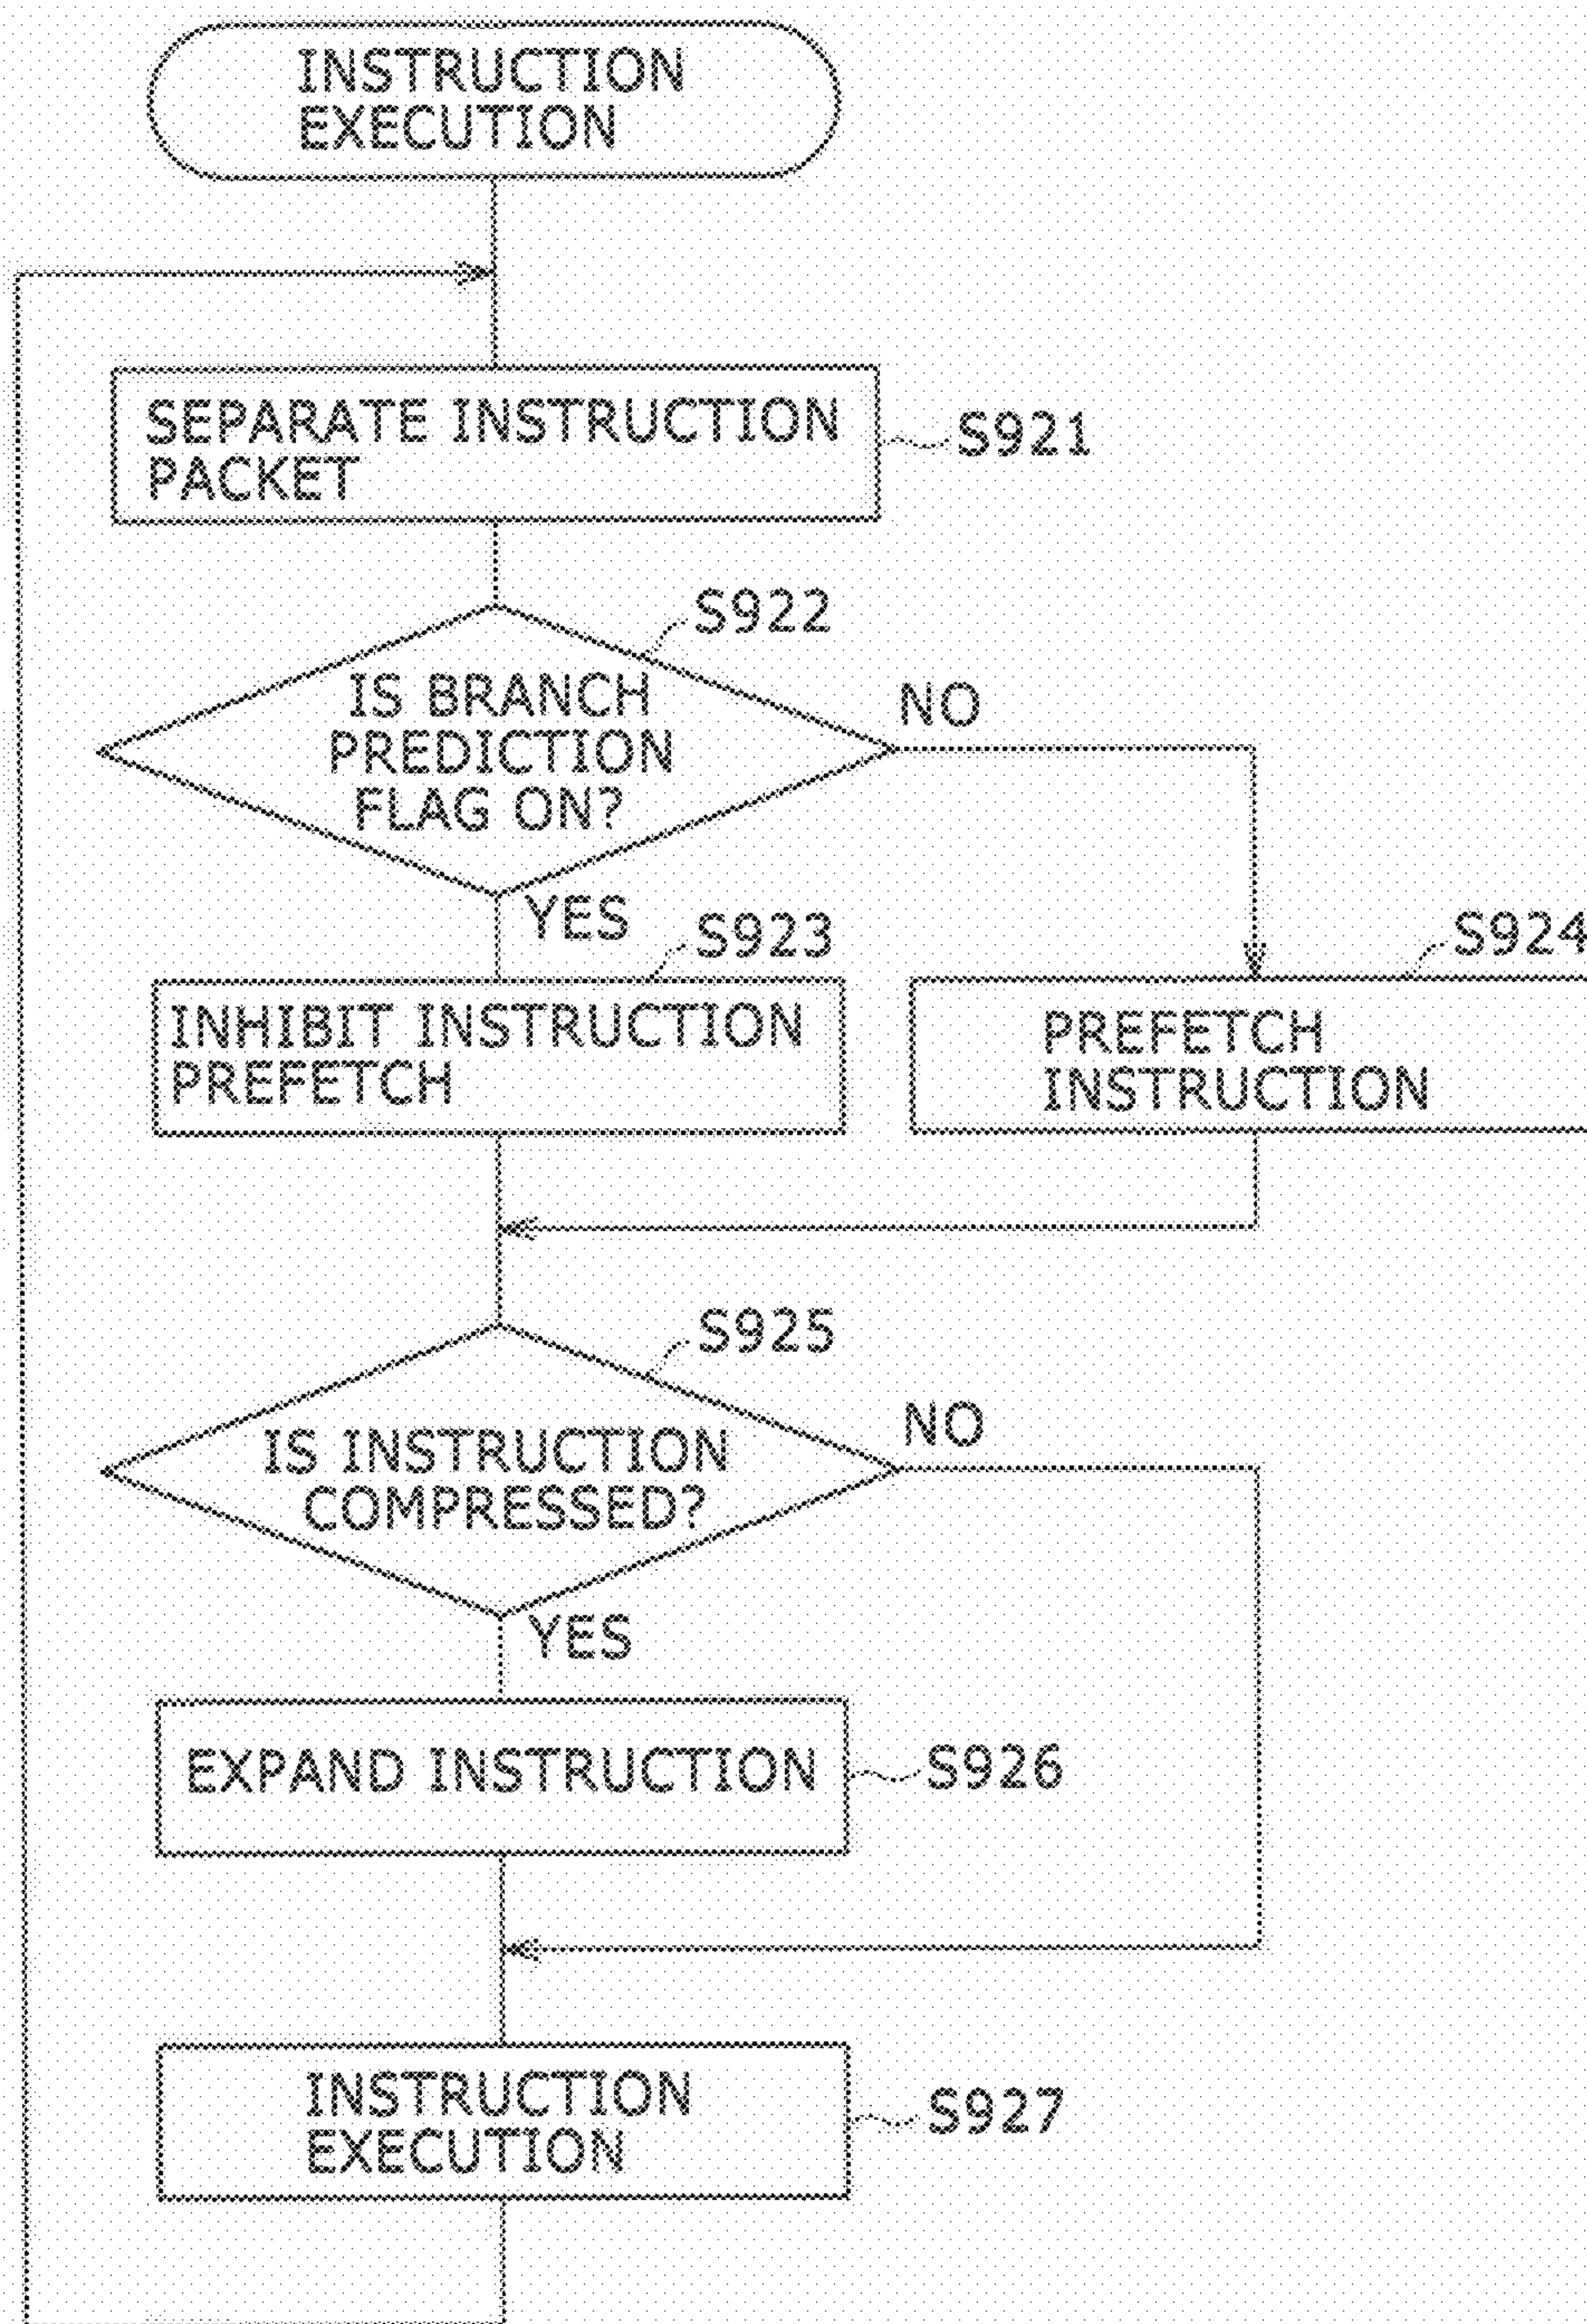 INSTRUCTION
EXECUTION
SEPARATE INSTRUCTION
PACKET
S921
S922
IS BRANCH
PREDICTION
FLAG ON?
NO
YES
S923
S924
INHIBIT INSTRUCTION
PREFETCH
PREFETCH
INSTRUCTION
S925
IS INSTRUCTION
COMPRESSED?
NO
YES
EXPAND INSTRUCTION
S926
INSTRUCTION
EXECUTION
S927